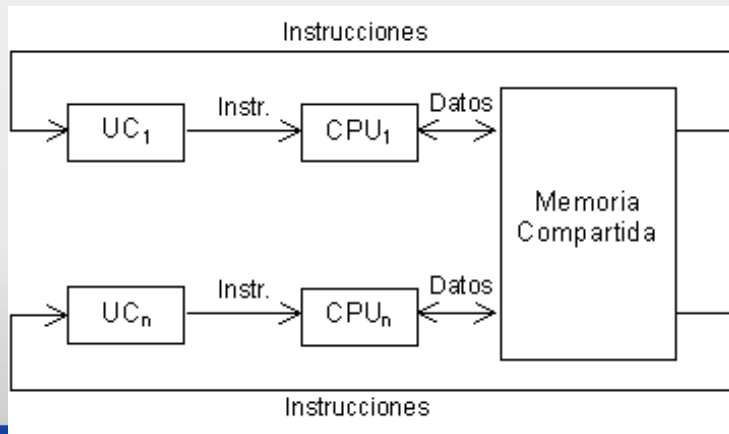 Instrucciones
UC₁
Instr.
CPU₁
Datos
Memoria
Compartida
UCₙ
Instr.
CPUₙ
Datos
Instrucciones